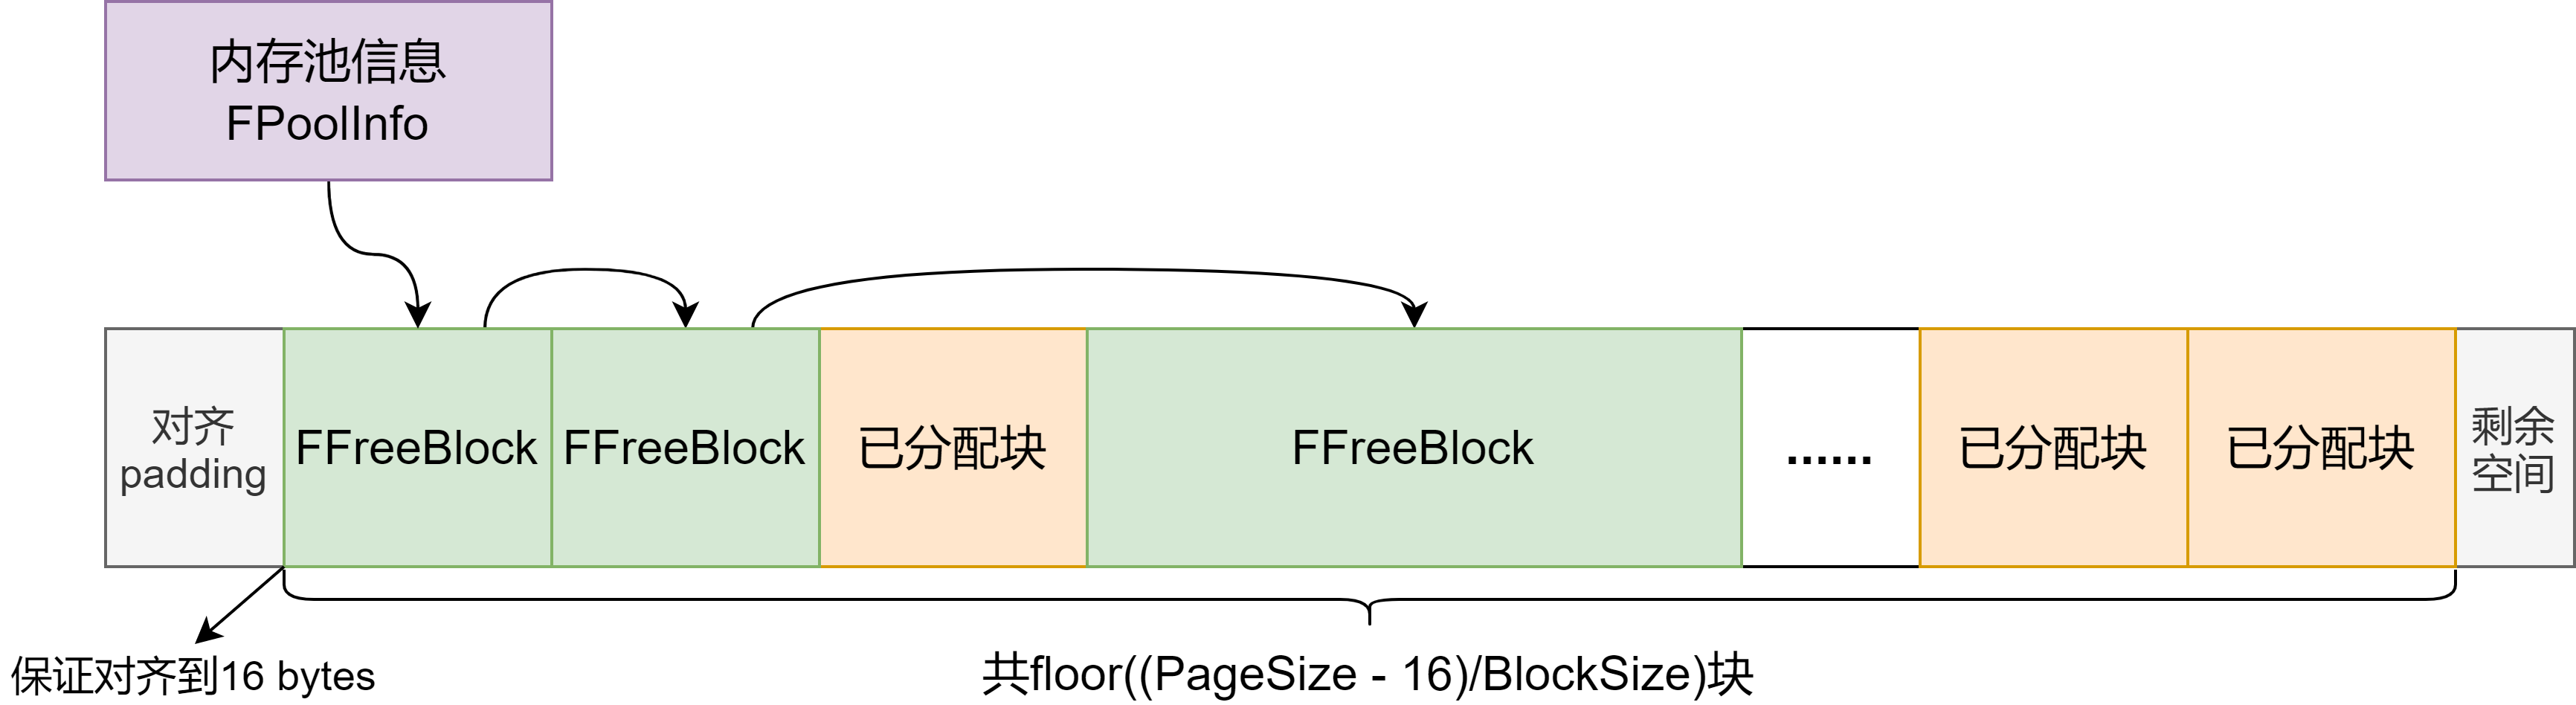 内存池信息
FPoolInfo
对齐
padding
FFreeBlock
FFreeBlock
已分配块
FFreeBlock
......
已分配块
已分配块
剩余
空间
保证对齐到16 bytes
共floor((PageSize - 16)/BlockSize)块